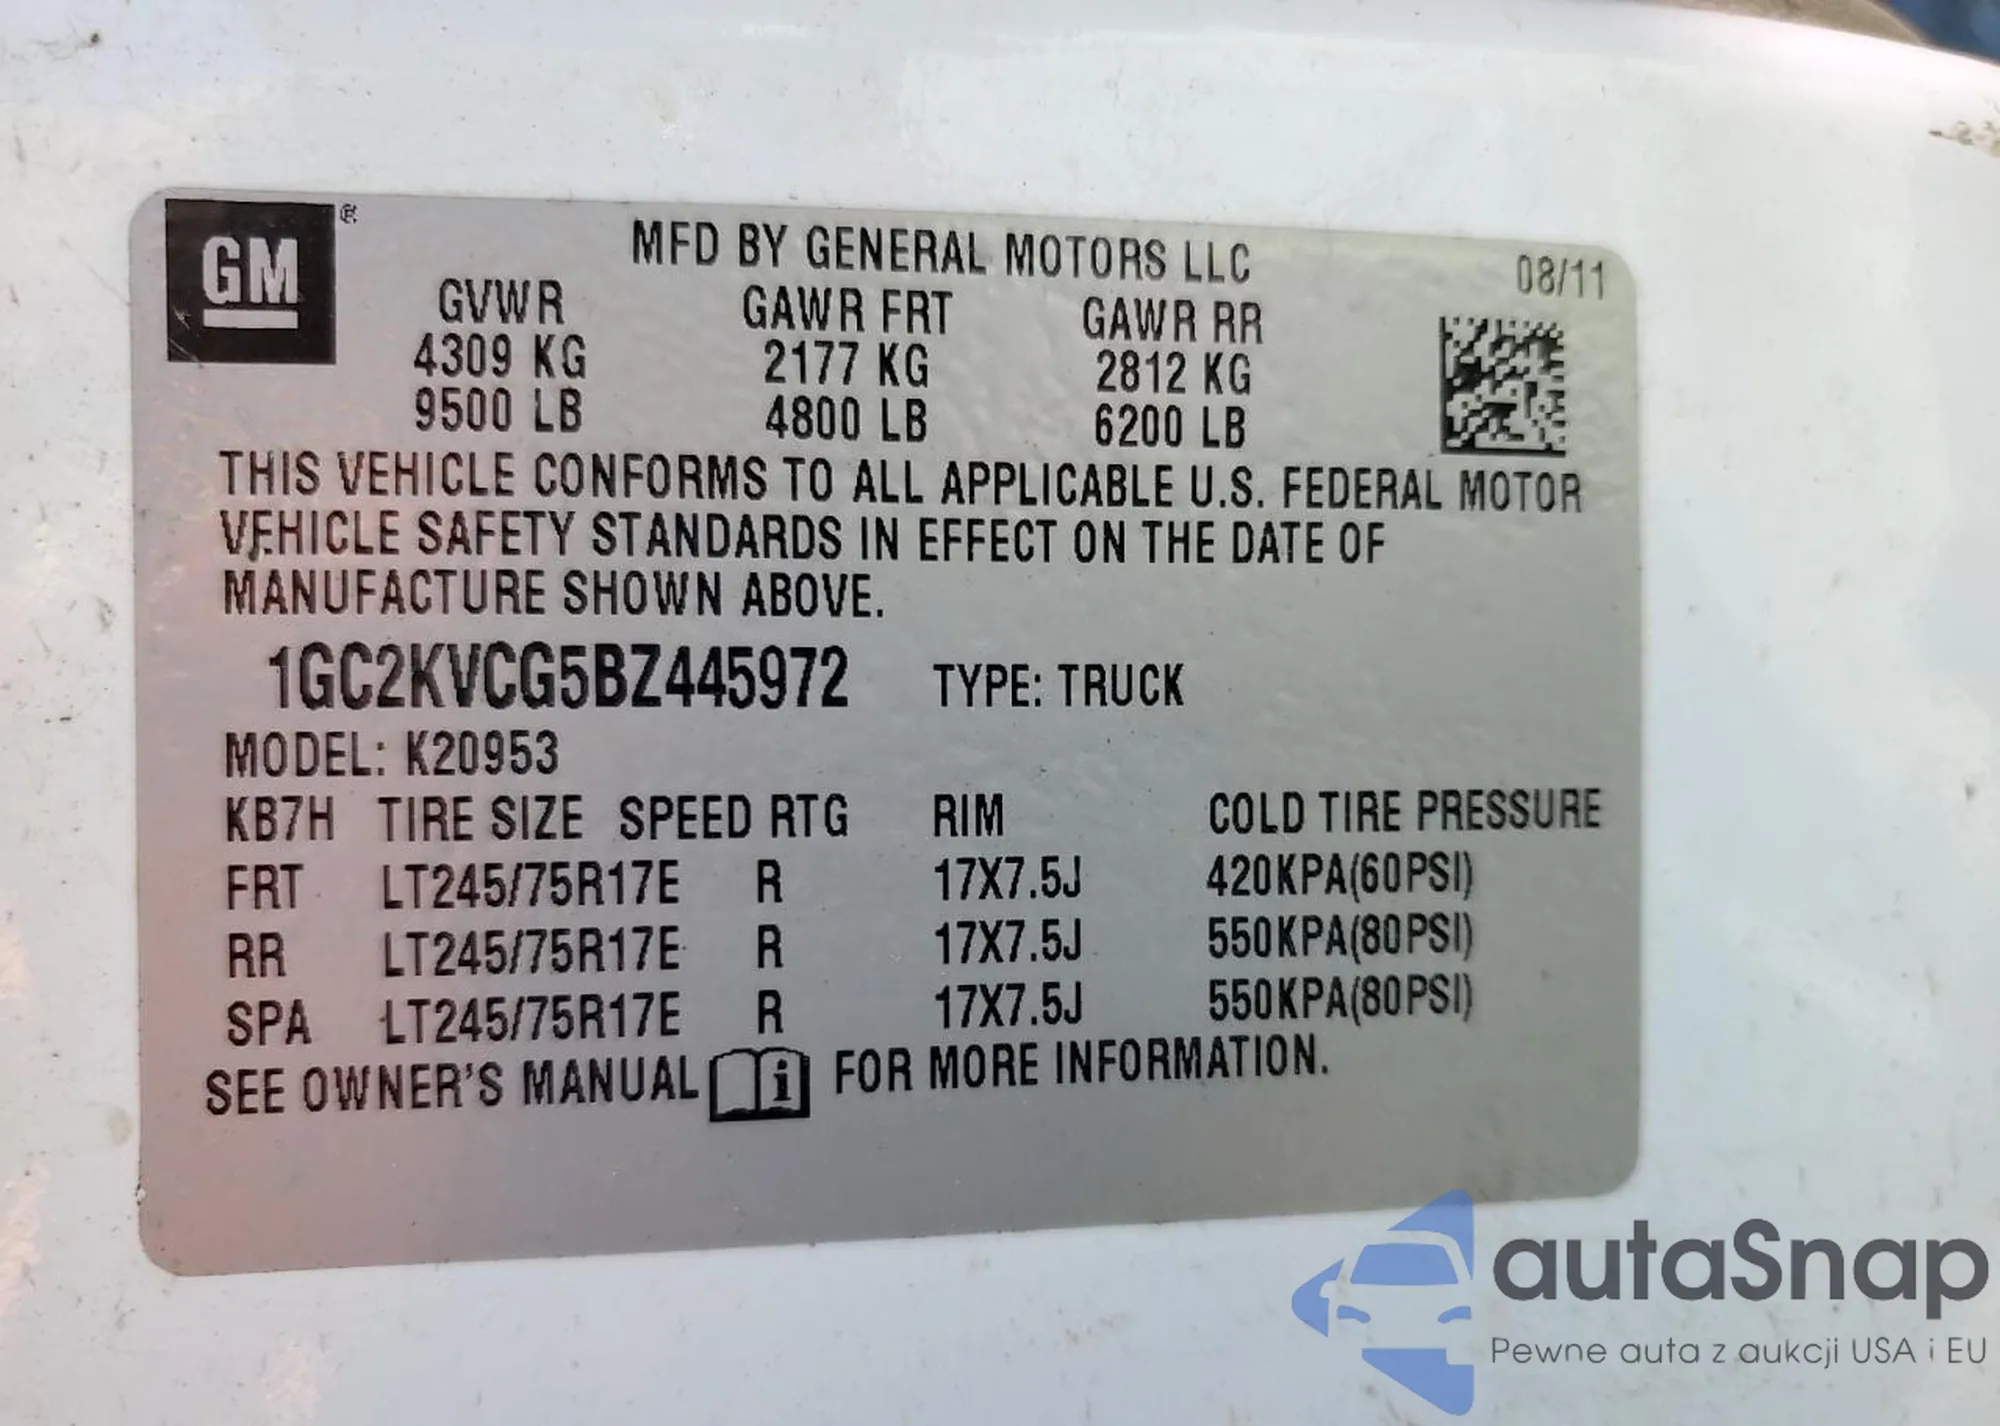 GM ®
MFD BY GENERAL MOTORS LLC
08/11
GVWR GAWR FRT GAWR RR
4309 KG 2177 KG 2812 KG
9500 LB 4800 LB 6200 LB
THIS VEHICLE CONFORMS TO ALL APPLICABLE U.S. FEDERAL MOTOR
VEHICLE SAFETY STANDARDS IN EFFECT ON THE DATE OF
MANUFACTURE SHOWN ABOVE.
1GC2KVCG5BZ445972 TYPE: TRUCK
MODEL: K20953
KB7H TIRE SIZE SPEED RTG RIM COLD TIRE PRESSURE
FRT LT245/75R17E R 17X7.5J 420KPA(60PSI)
RR LT245/75R17E R 17X7.5J 550KPA(80PSI)
SPA LT245/75R17E R 17X7.5J 550KPA(80PSI)
SEE OWNER'S MANUAL i FOR MORE INFORMATION.
autaSnap
Pewne auta z aukcji USA i EU